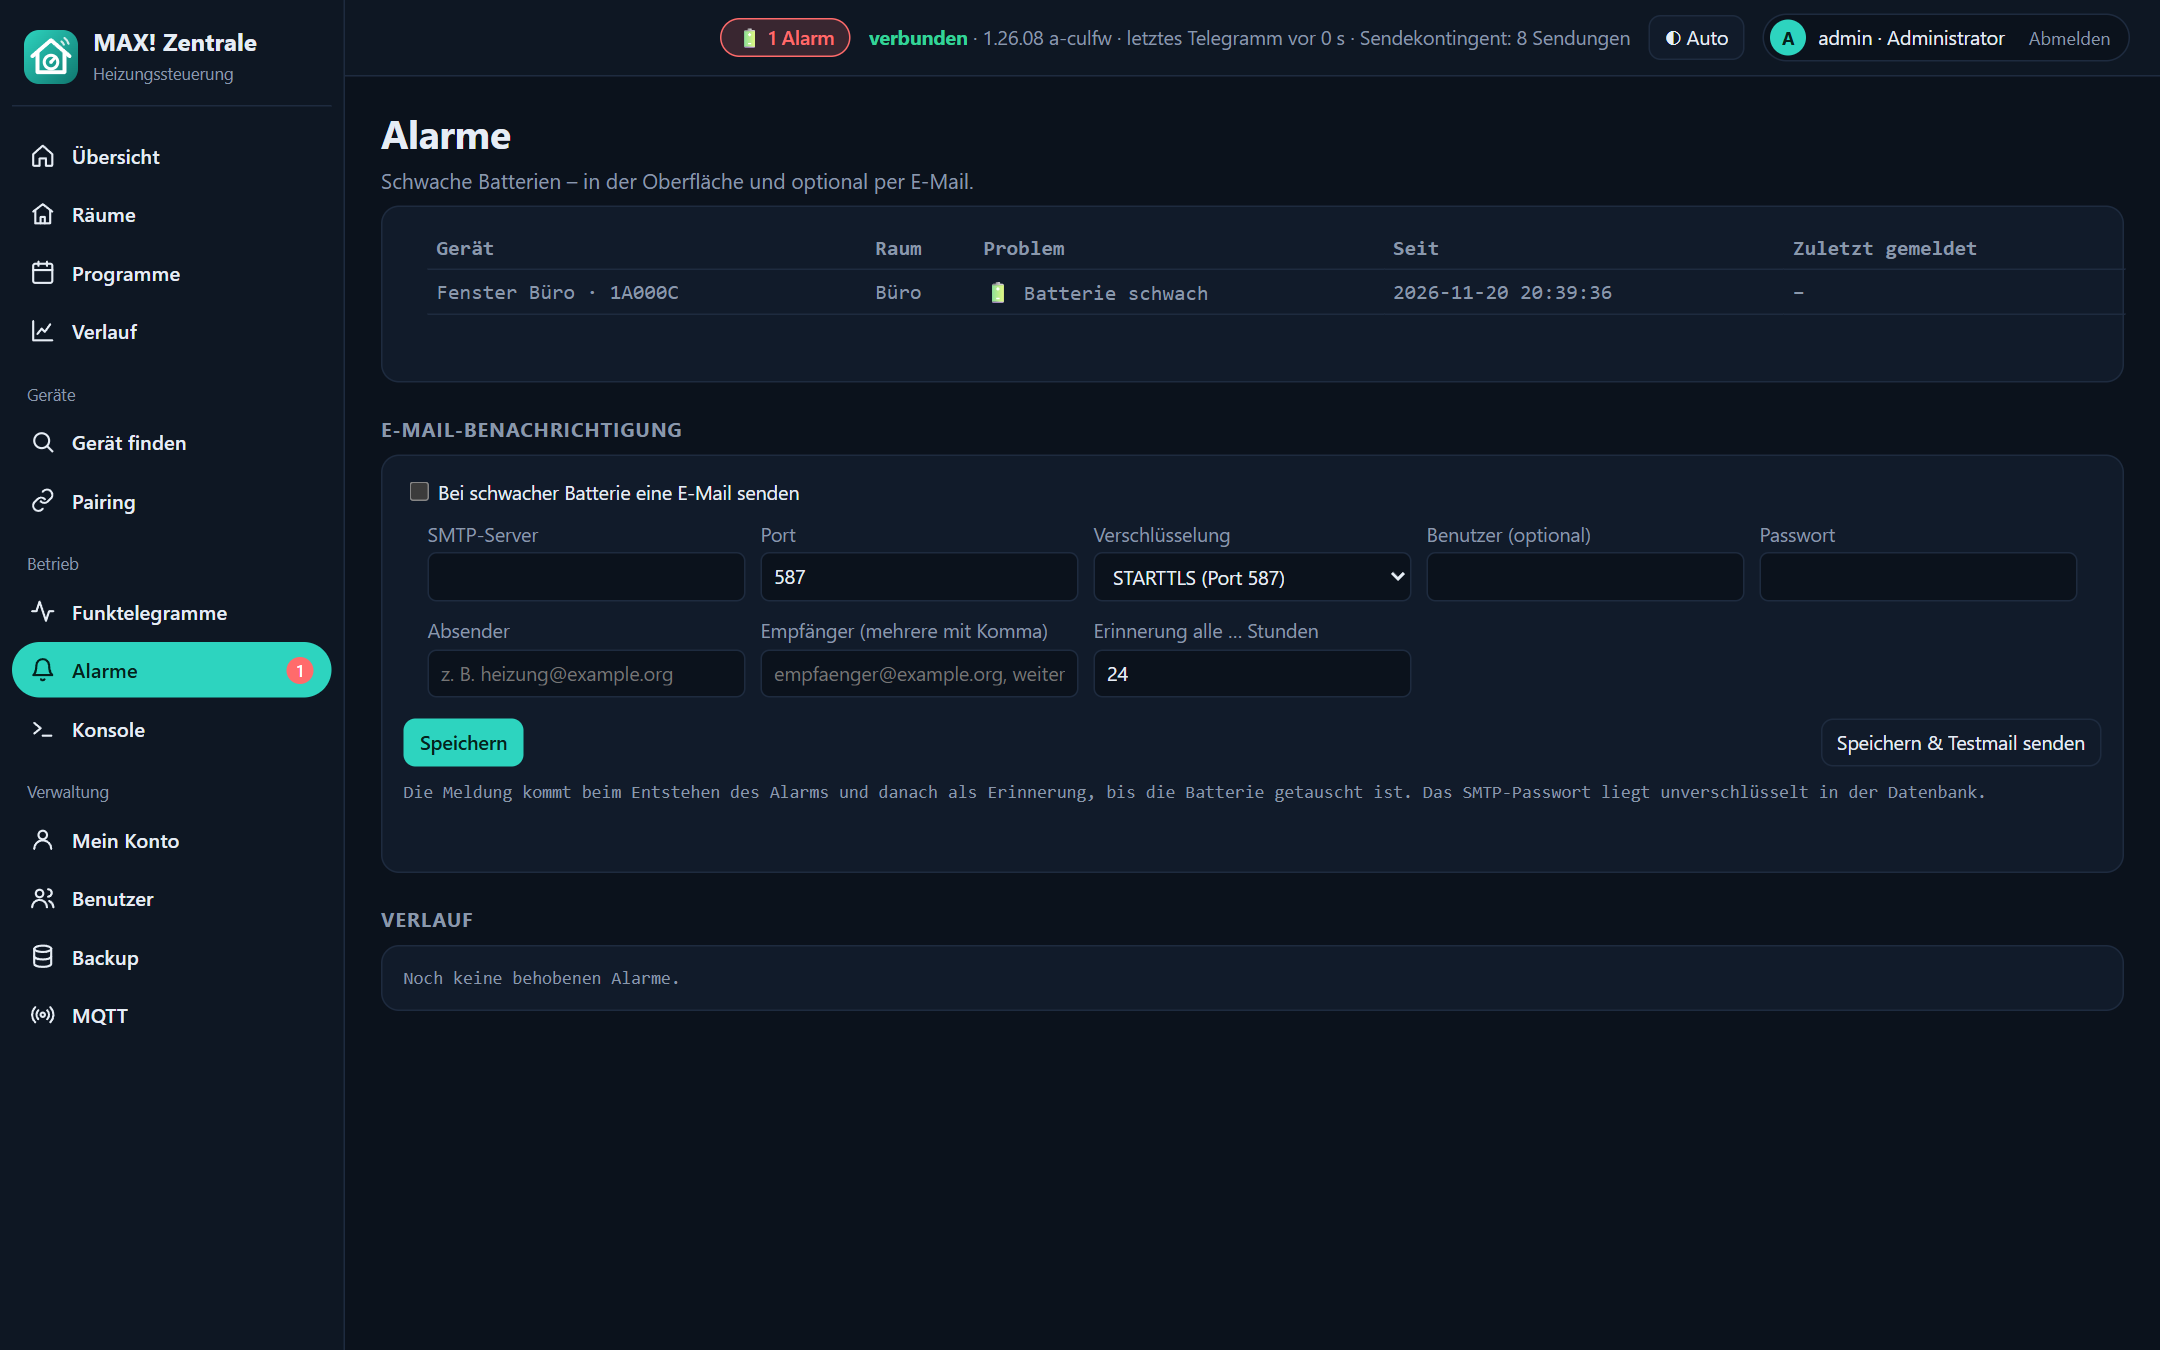 MAX! Zentrale
Heizungssteuerung
1 Alarm
verbunden · 1.26.08 a-culfw · letztes Telegramm vor 0 s · Sendekontingent: 8 Sendungen
Auto
A
admin · Administrator
Abmelden
Übersicht
Räume
Programme
Verlauf
Geräte
Gerät finden
Pairing
Betrieb
Funktelegramme
Alarme
1
Konsole
Verwaltung
Mein Konto
Benutzer
Backup
MQTT
Alarme
Schwache Batterien – in der Oberfläche und optional per E-Mail.
Gerät Raum Problem Seit Zuletzt gemeldet
Fenster Büro · 1A000C Büro Batterie schwach 2026-11-20 20:39:36 –
E-MAIL-BENACHRICHTIGUNG
Bei schwacher Batterie eine E-Mail senden
SMTP-Server Port Verschlüsselung Benutzer (optional) Passwort
587 STARTTLS (Port 587)
Absender Empfänger (mehrere mit Komma) Erinnerung alle ... Stunden
z. B. heizung@example.org empfaenger@example.org, weiter 24
Speichern
Speichern & Testmail senden
Die Meldung kommt beim Entstehen des Alarms und danach als Erinnerung, bis die Batterie getauscht ist. Das SMTP-Passwort liegt unverschlüsselt in der Datenbank.
VERLAUF
Noch keine behobenen Alarme.